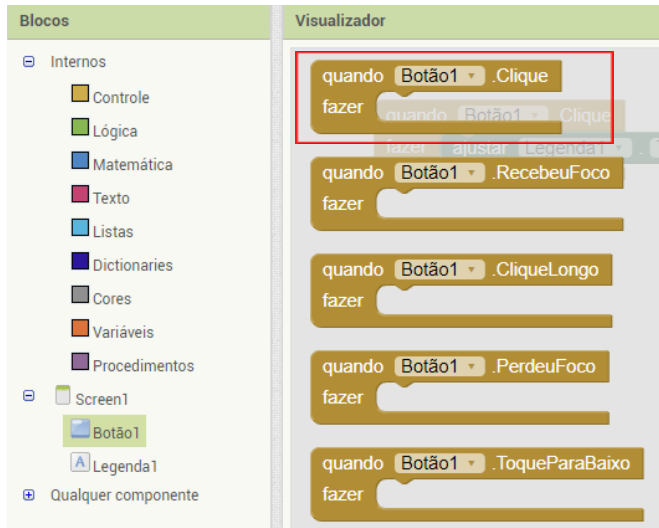 Blocos
Internos
Controle
Lógica
Matemática
Texto
Listas
Dictionaries
Cores
Variáveis
Procedimentos
Screen1
Botão1
A Legenda1
Qualquer componente
Visualizador
quando Botão1 .Clique
fazer
quando Botão1 Clique
fazer ajustar Legenda1 .
quando Botão1 .RecebeuFoco
fazer
quando Botão1 .CliqueLongo
fazer
quando Botão1 .PerdeuFoco
fazer
quando Botão1 .ToqueParaBaixo
fazer